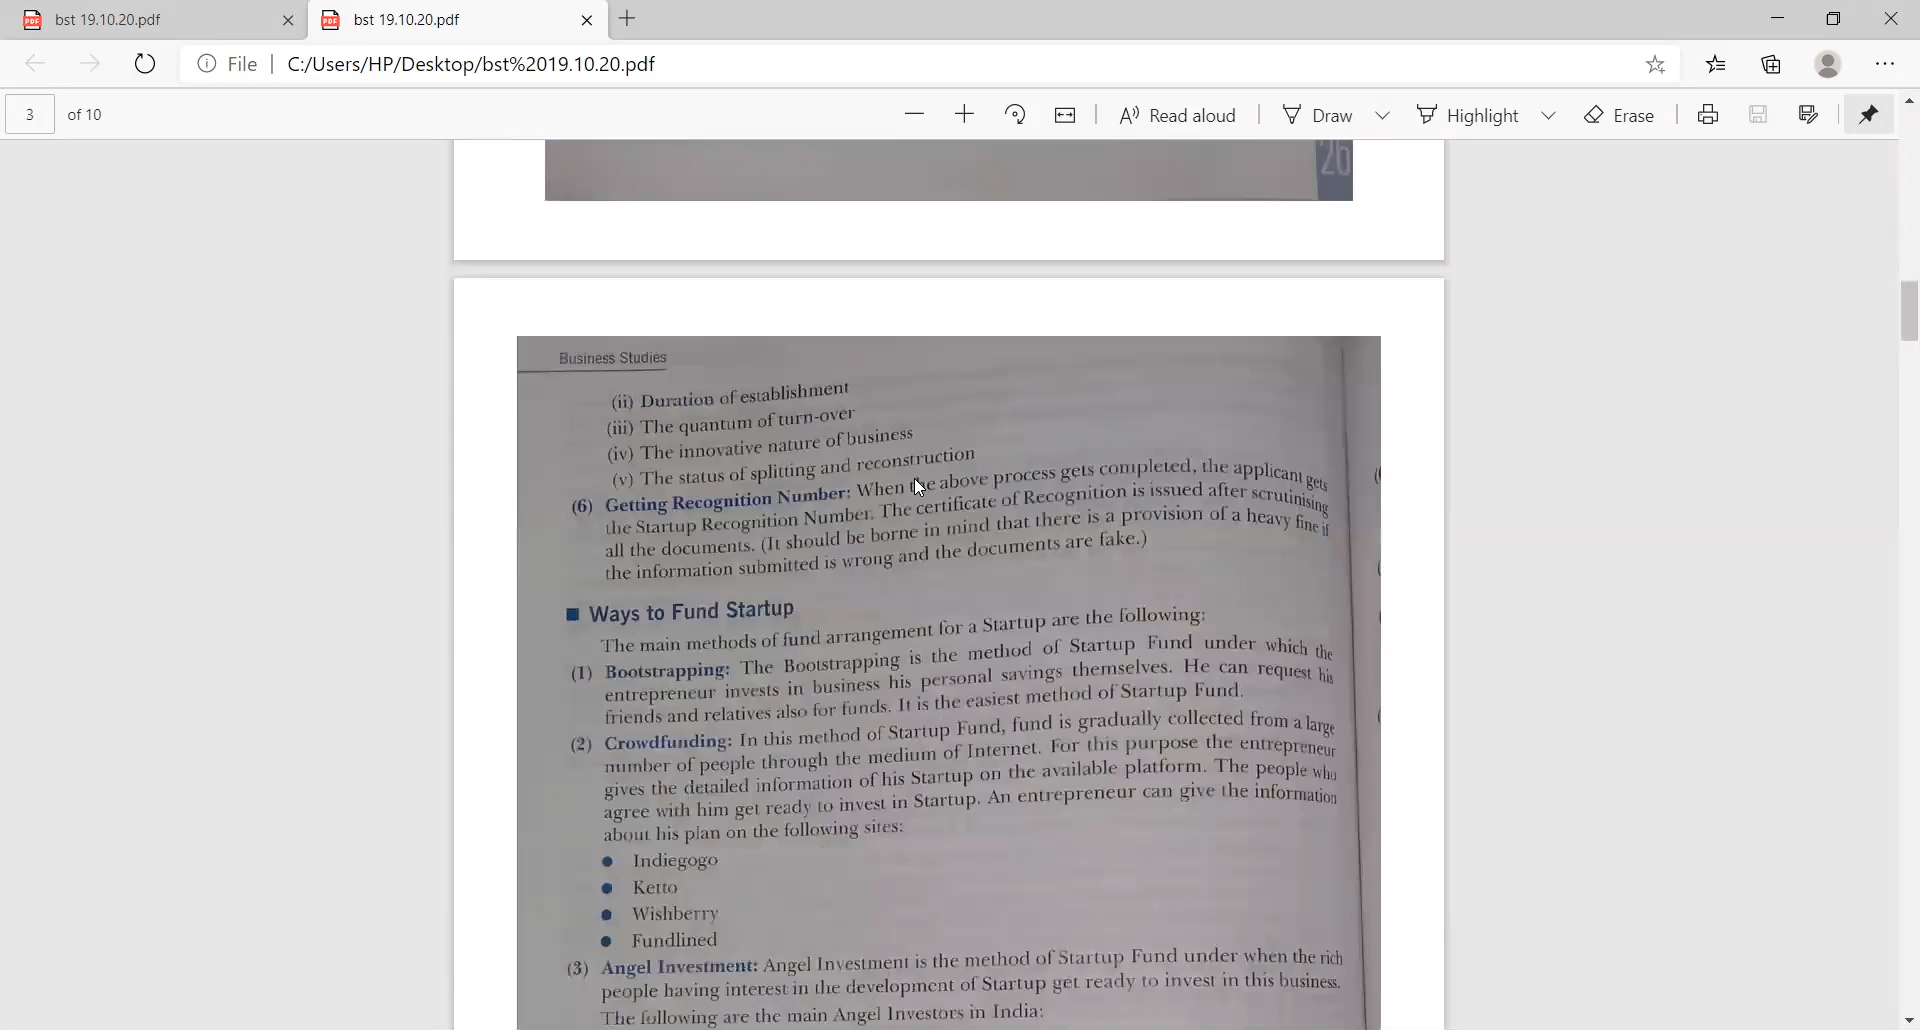 bst 19.10.20.pdf
bst 19.10.20.pdf
File
C:/Users/HP/Desktop/bst%2019.10.20.pdf
3 of 10
Read aloud
Draw
Highlight
Erase
26
Business Studies
(ii) Duration of establishment
(iii) The quantum of turn-over
(iv) The innovative nature of business
(v) The status of splitting and reconstruction
(6) Getting Recognition Number: When the above process gets completed, the applicant gets
the Startup Recognition Number. The certificate of Recognition is issued after scrutinising
all the documents. (It should be borne in mind that there is a provision of a heavy fine if
the information submitted is wrong and the documents are fake.)
Ways to Fund Startup
The main methods of fund arrangement for a Startup are the following:
(1) Bootstrapping: The Bootstrapping is the method of Startup Fund under which the
entrepreneur invests in business his personal savings themselves. He can request his
friends and relatives also for funds. It is the easiest method of Startup Fund.
(2) Crowdfunding: In this method of Startup Fund, fund is gradually collected from a large
number of people through the medium of Internet. For this purpose the entrepreneur
gives the detailed information of his Startup on the available platform. The people who
agree with him get ready to invest in Startup. An entrepreneur can give the information
about his plan on the following sites:
Indiegogo
Ketto
Wishberry
Fundlined
(3) Angel Investment: Angel Investment is the method of Startup Fund under when the rich
people having interest in the development of Startup get ready to invest in this business.
The following are the main Angel Investors in India: